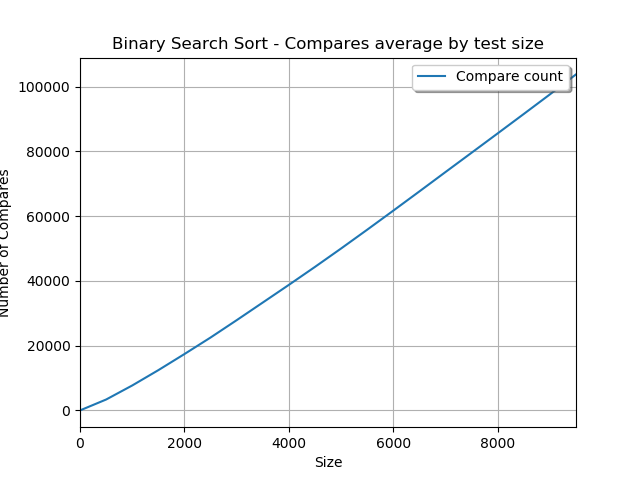 Binary Search Sort - Compares average by test size
Compare count
Number of Compares
100000
80000
60000
40000
20000
0
0 2000 4000 6000 8000
Size